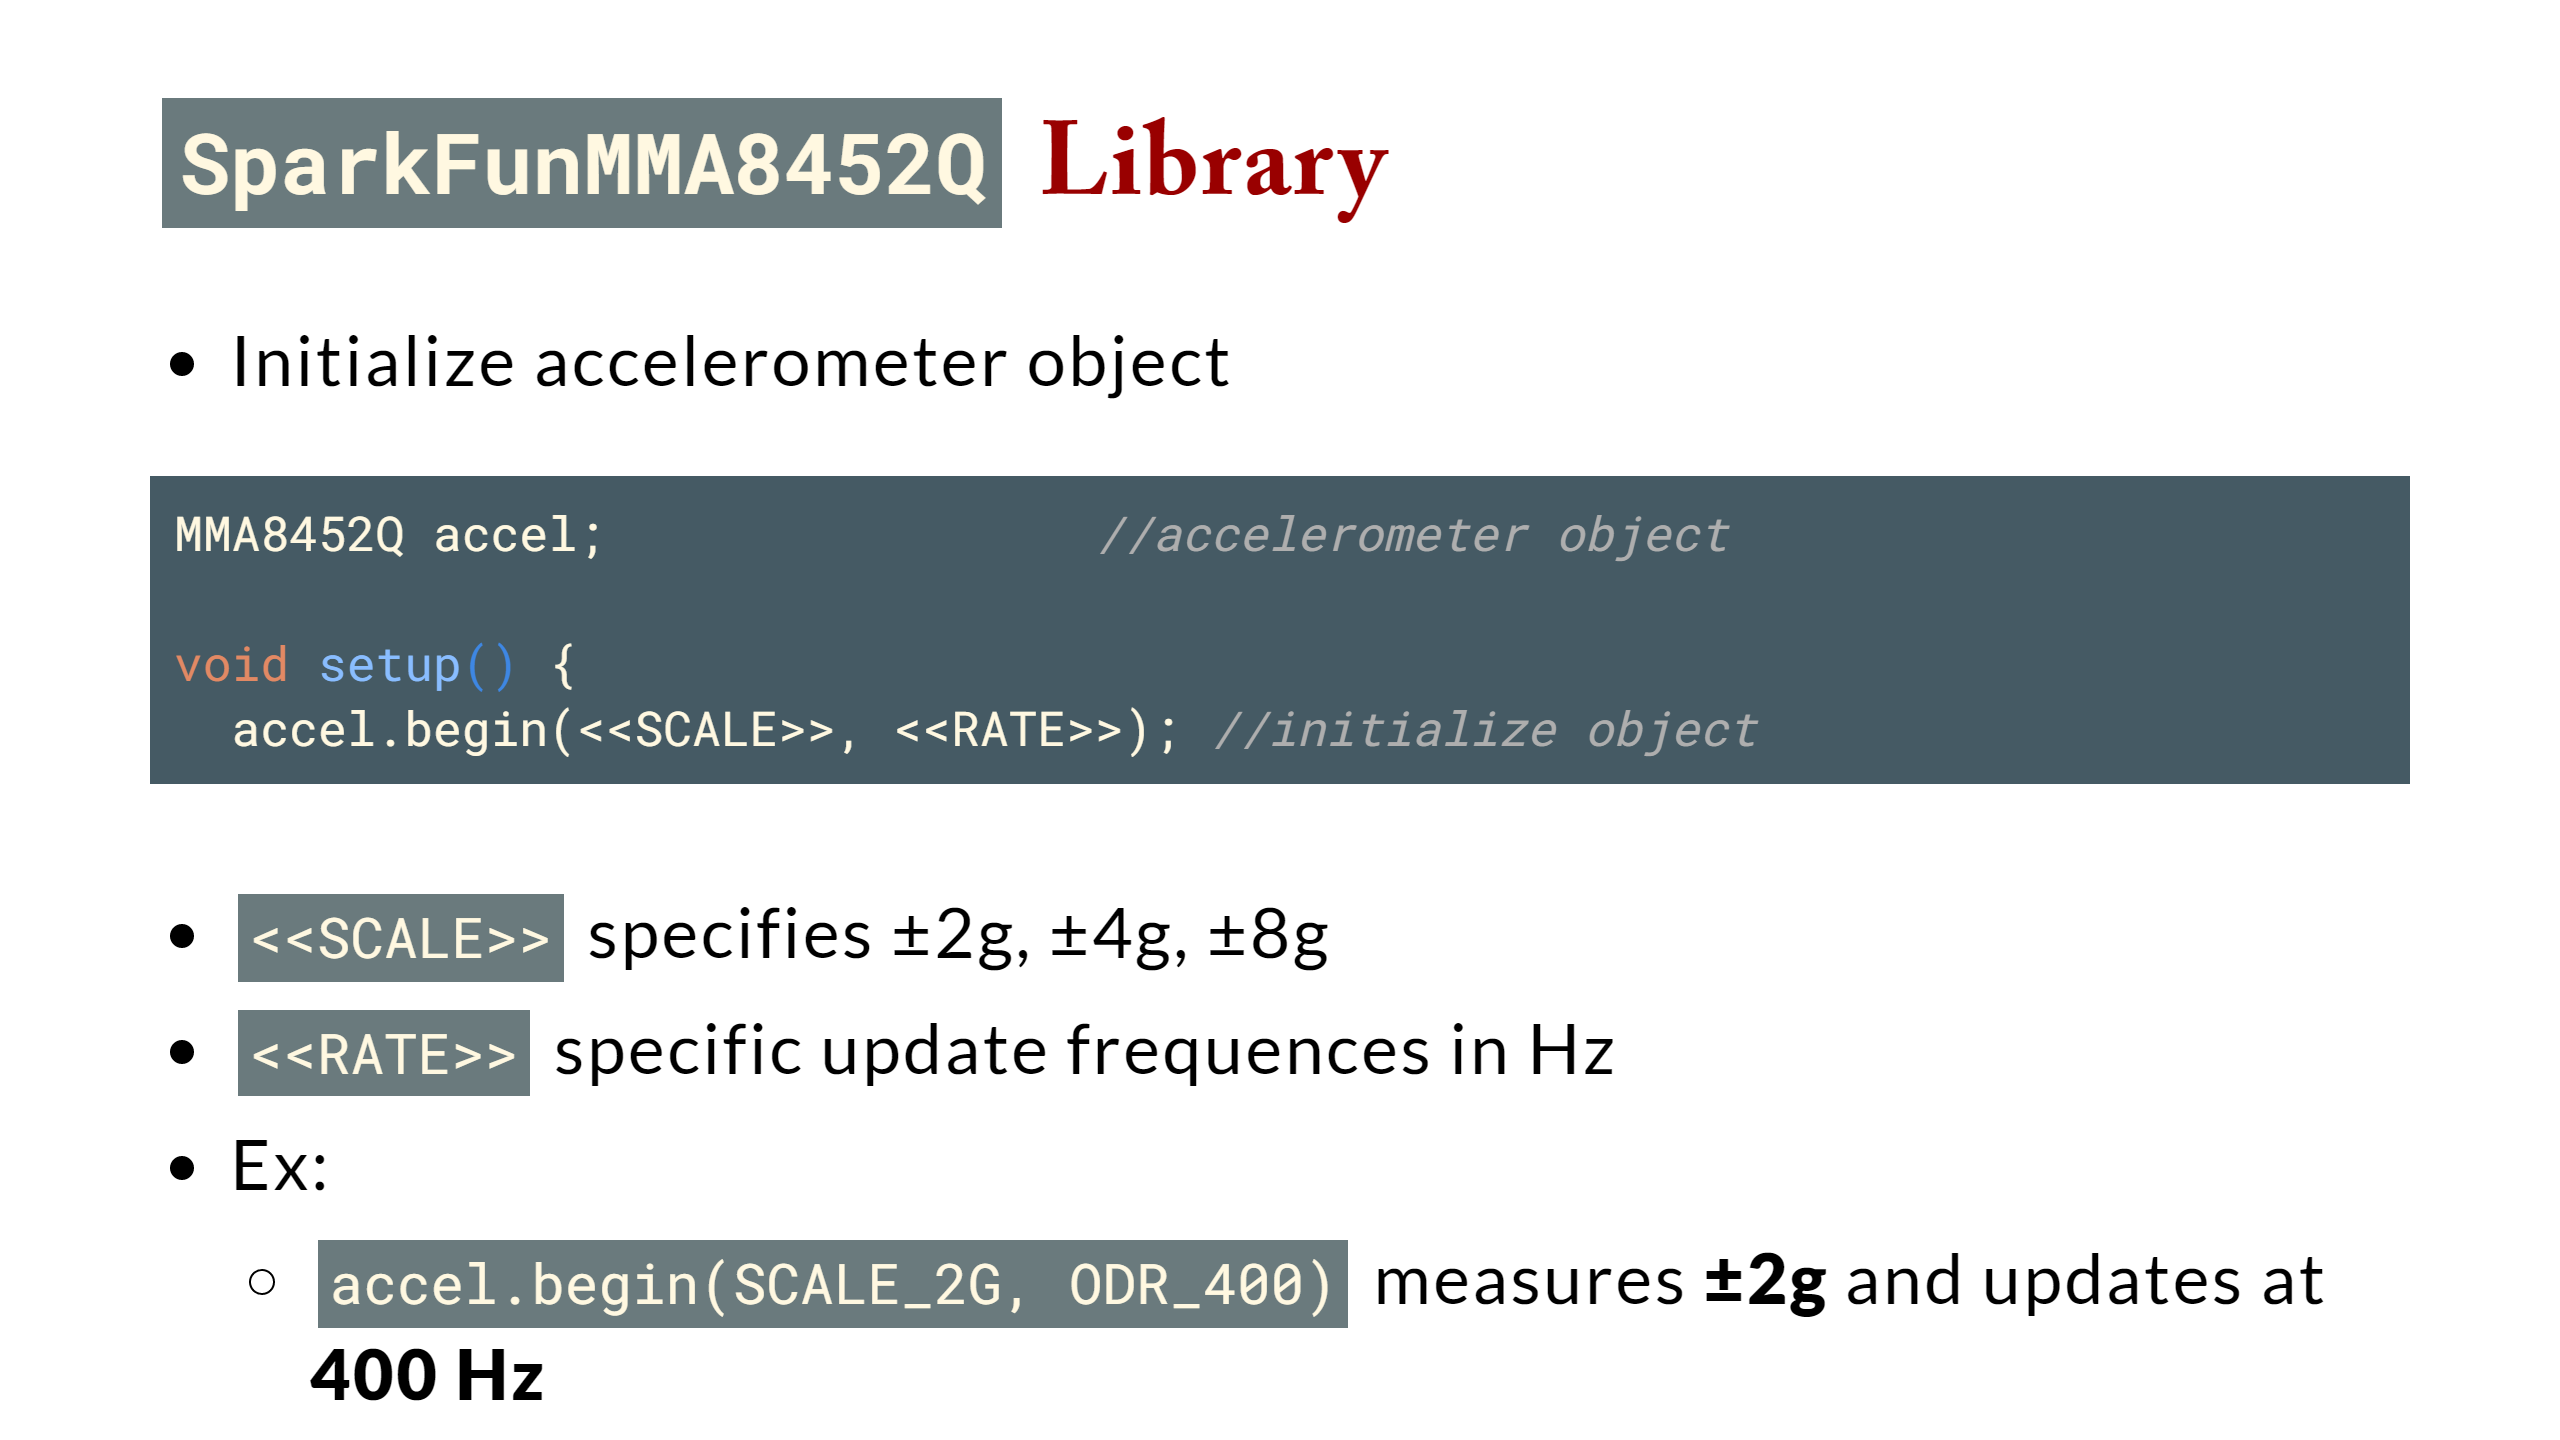 SparkFunMMA8452Q Library
• Initialize accelerometer object
MMA8452Q accel; //accelerometer object
void setup() {
accel.begin(<<SCALE>>, <<RATE>>); //initialize object
• <<SCALE>> specifies ±2g, ±4g, ±8g
• <<RATE>> specific update frequences in Hz
• Ex:
○ accel.begin(SCALE_2G, ODR_400) measures ±2g and updates at
400 Hz